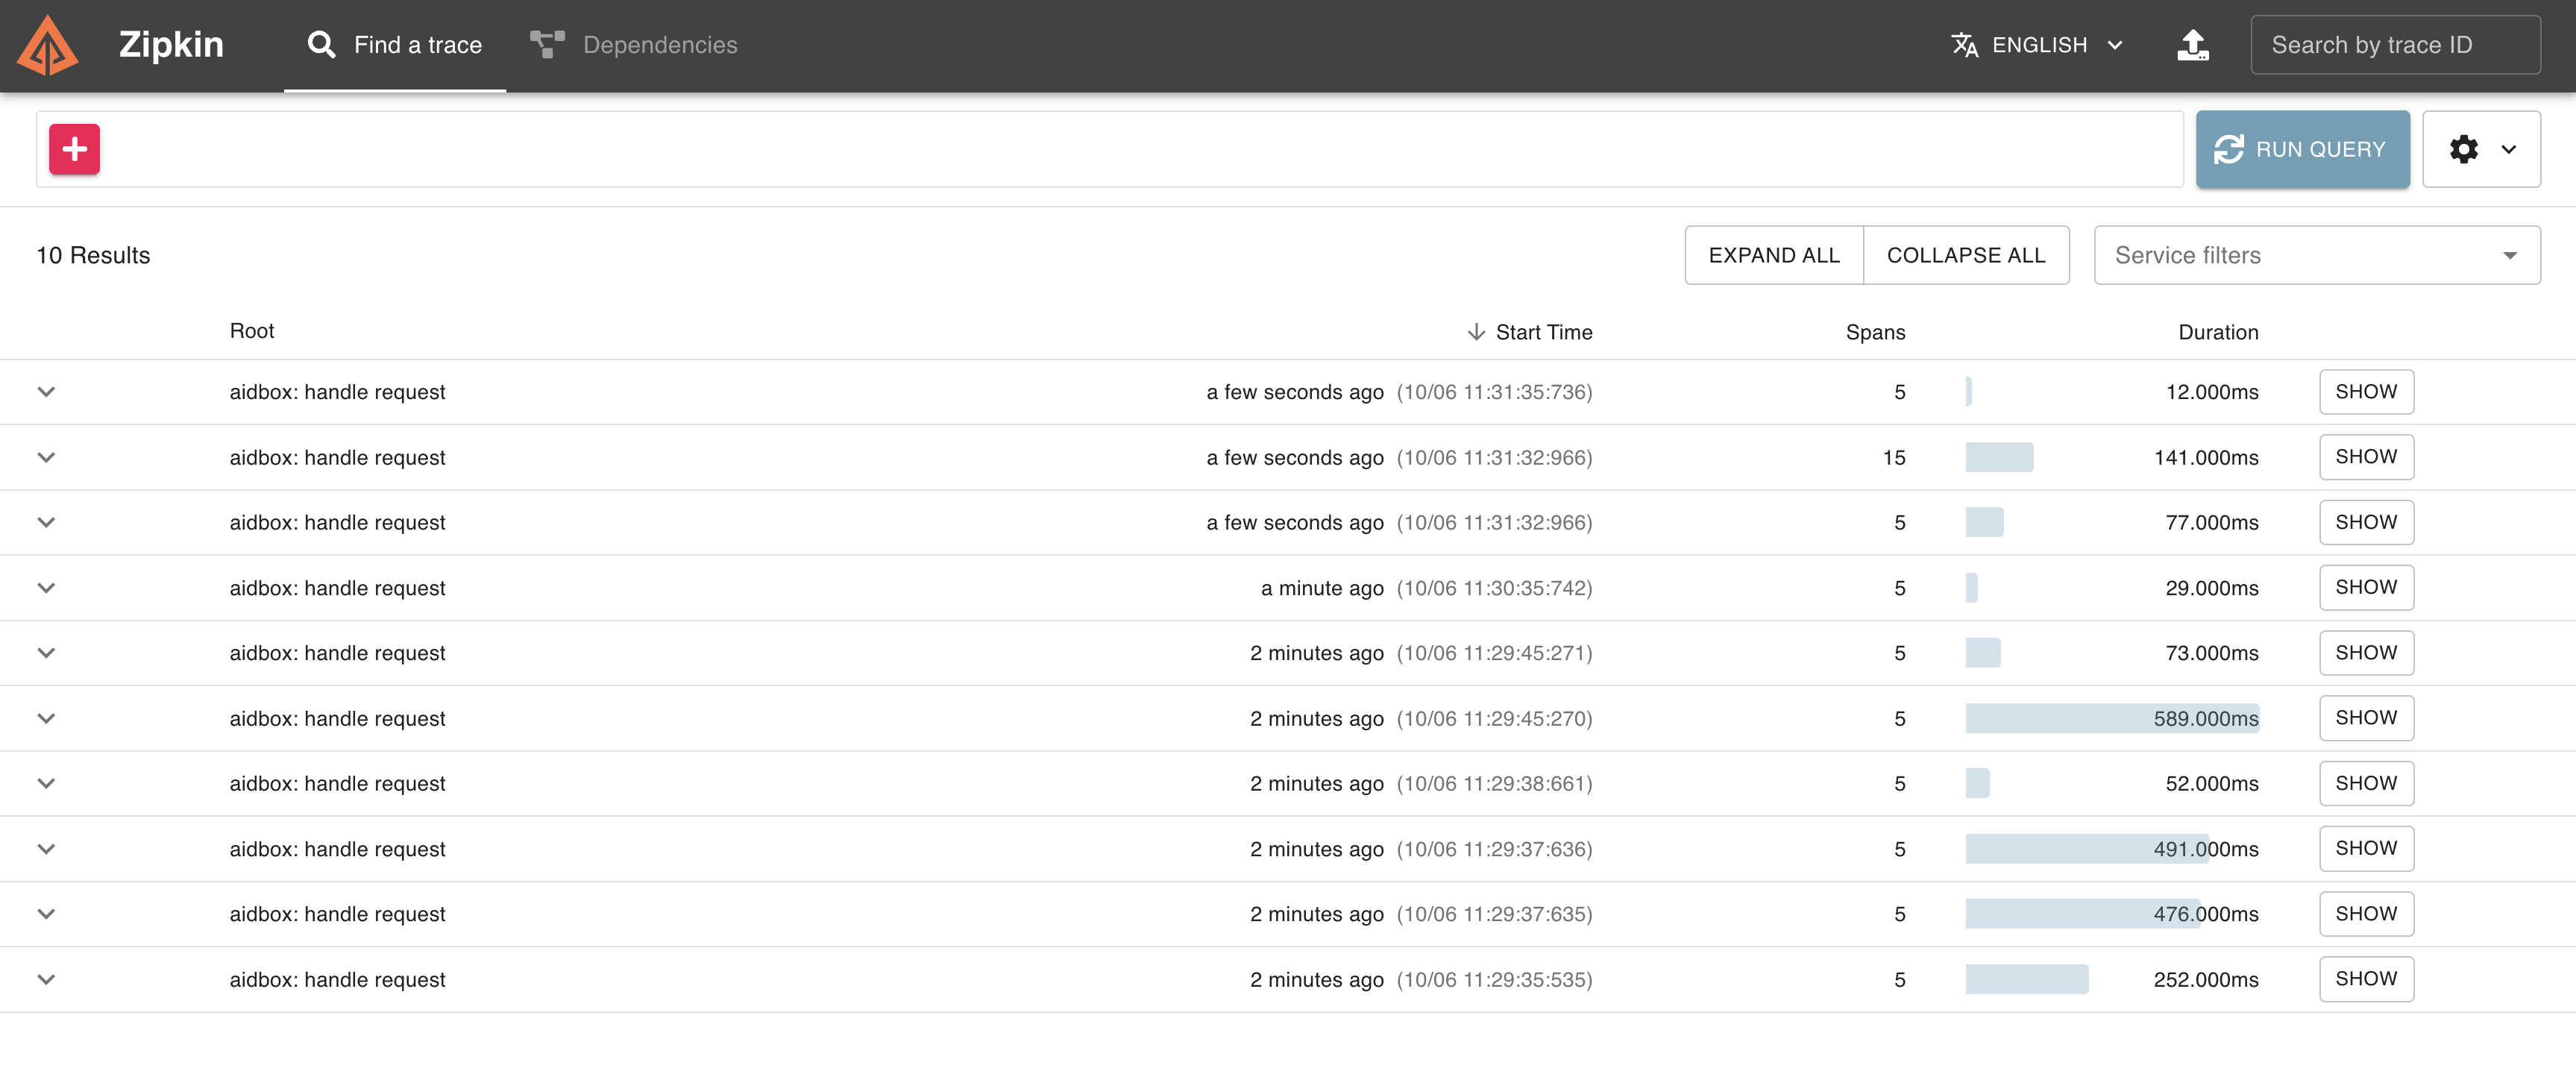 Zipkin Find a trace Dependencies ENGLISH Search by trace ID
RUN QUERY
10 Results EXPAND ALL COLLAPSE ALL Service filters
Root Start Time Spans Duration
aidbox: handle request a few seconds ago (10/06 11:31:35:736) 5 12.000ms SHOW
aidbox: handle request a few seconds ago (10/06 11:31:32:966) 15 141.000ms SHOW
aidbox: handle request a few seconds ago (10/06 11:31:32:966) 5 77.000ms SHOW
aidbox: handle request a minute ago (10/06 11:30:35:742) 5 29.000ms SHOW
aidbox: handle request 2 minutes ago (10/06 11:29:45:271) 5 73.000ms SHOW
aidbox: handle request 2 minutes ago (10/06 11:29:45:270) 5 589.000ms SHOW
aidbox: handle request 2 minutes ago (10/06 11:29:38:661) 5 52.000ms SHOW
aidbox: handle request 2 minutes ago (10/06 11:29:37:636) 5 491.000ms SHOW
aidbox: handle request 2 minutes ago (10/06 11:29:37:635) 5 476.000ms SHOW
aidbox: handle request 2 minutes ago (10/06 11:29:35:535) 5 252.000ms SHOW